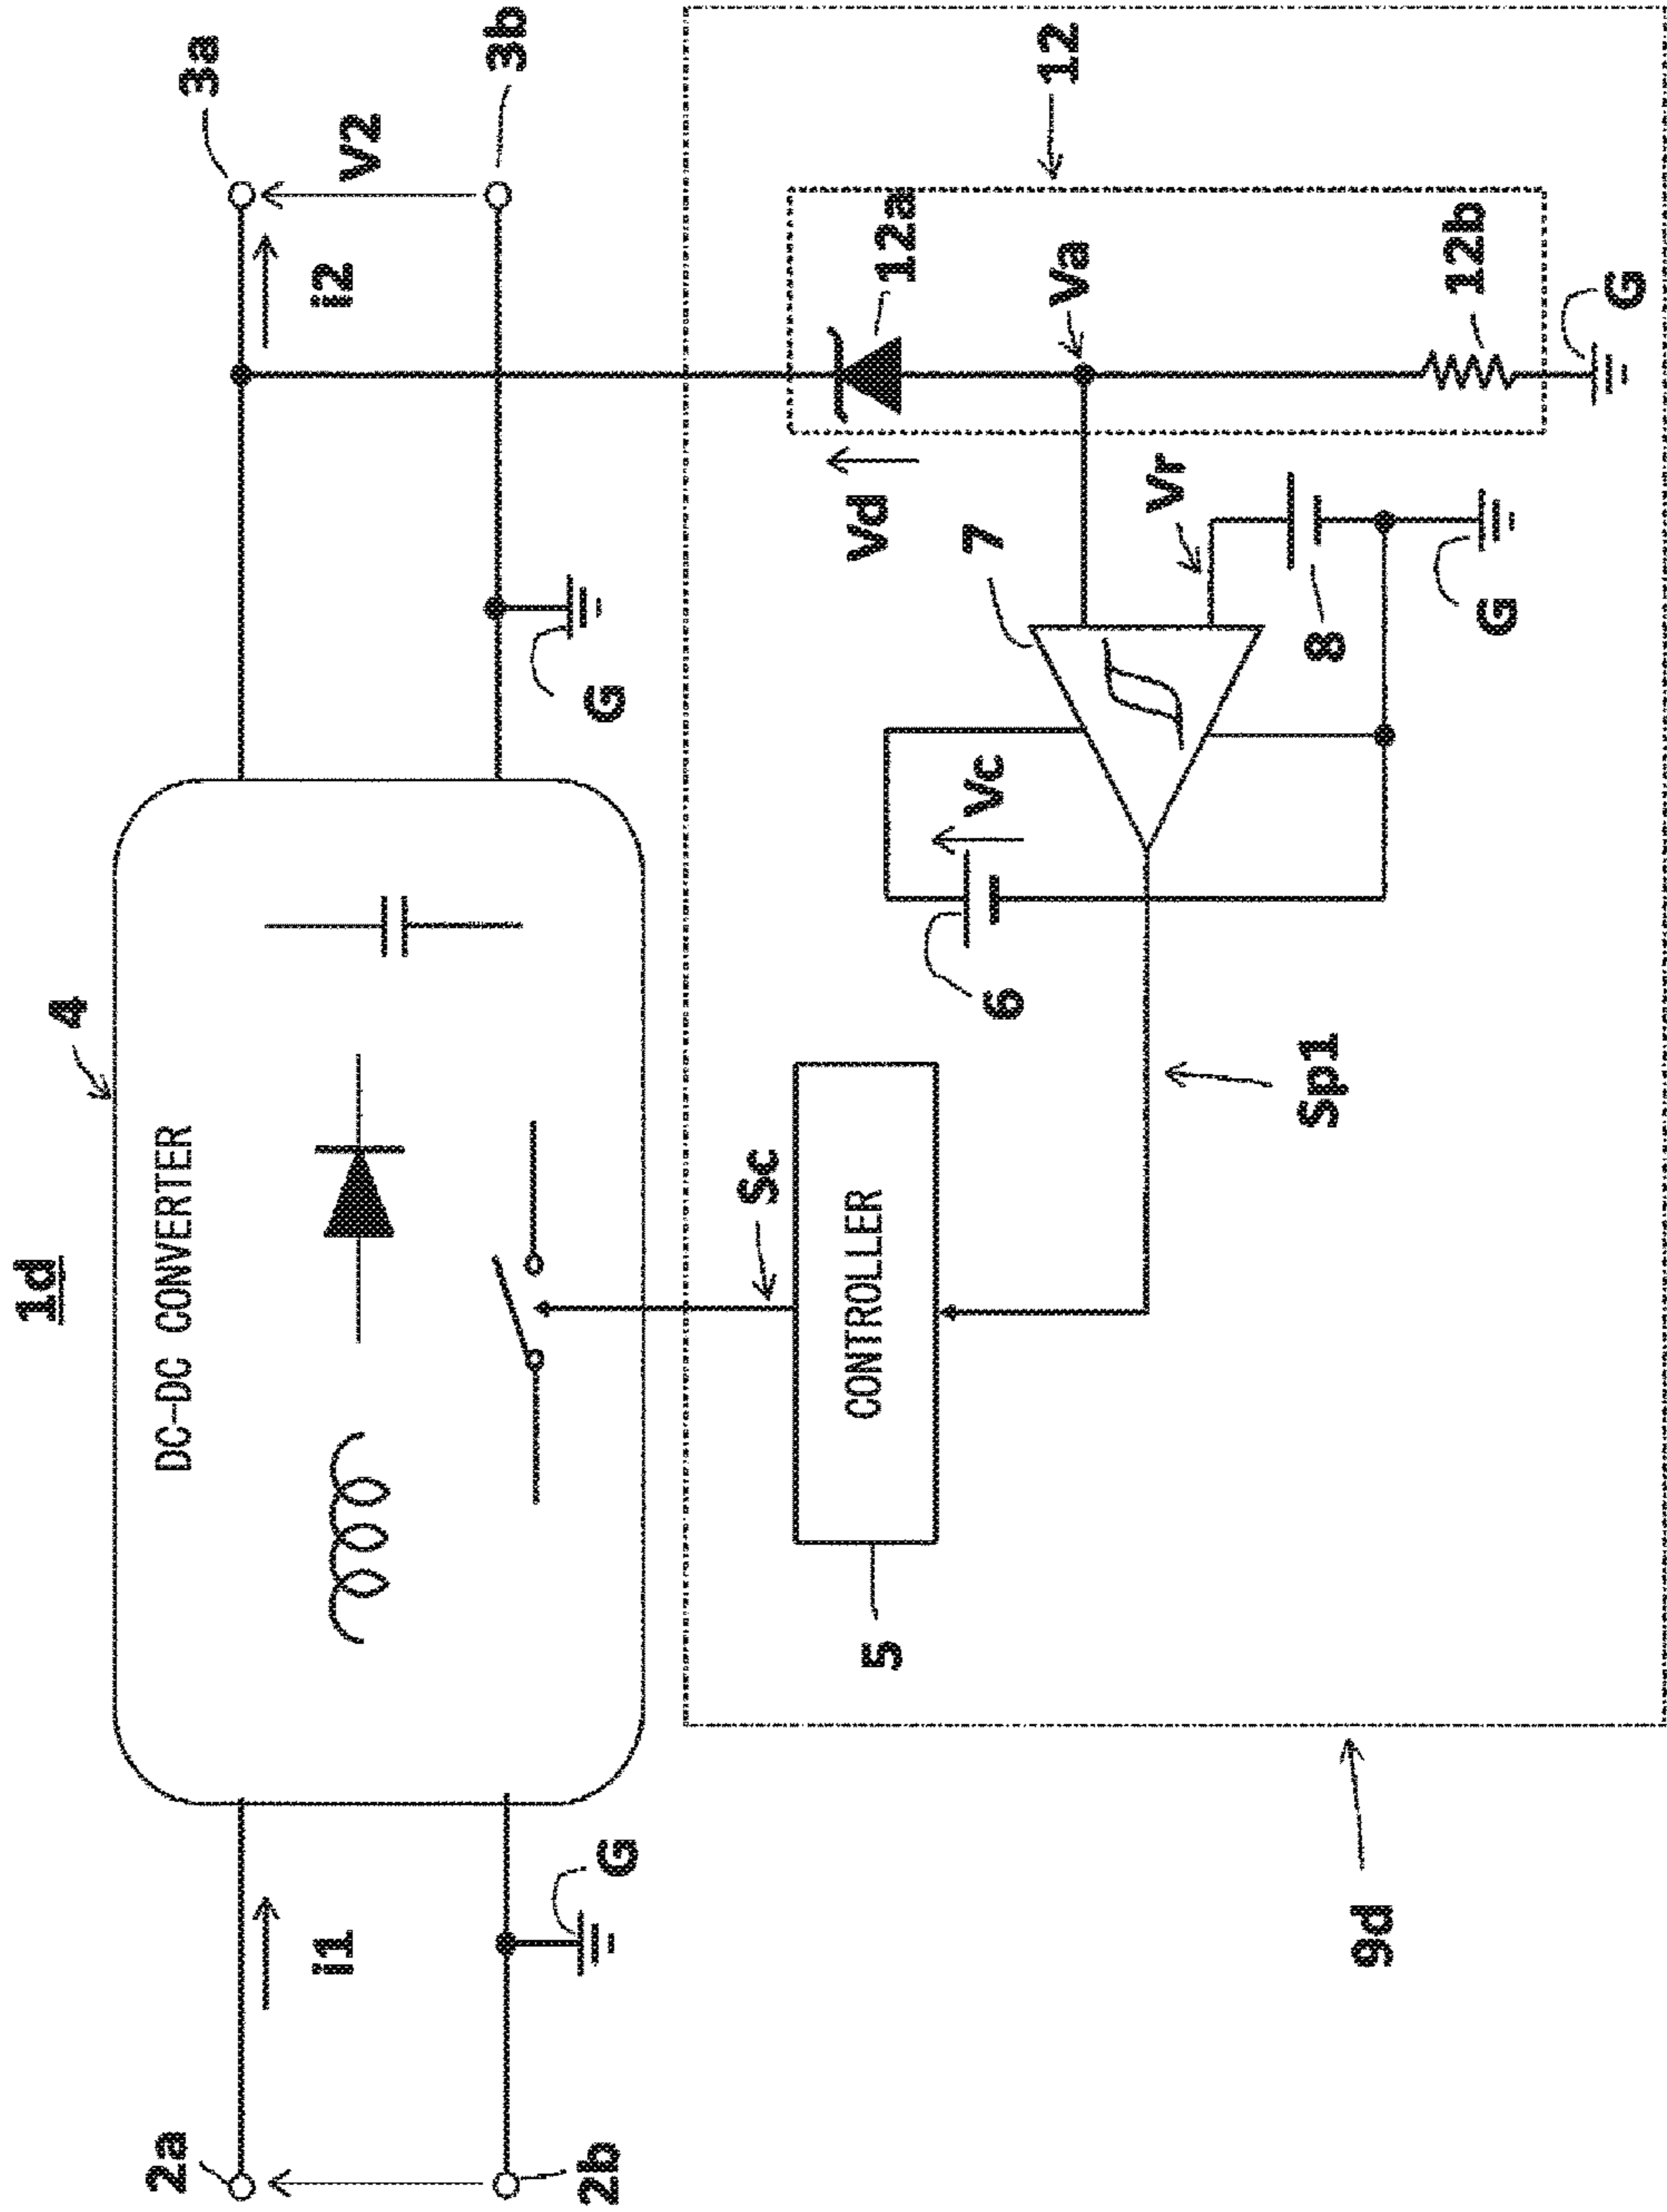 1d
4
DC-DC CONVERTER
2a
2b
i1
G
3a
3b
V2
i2
G
Sc
CONTROLLER
5
Sp1
6
Vc
7
Vd
Vr
8
G
12
12a
Va
12b
G
9d